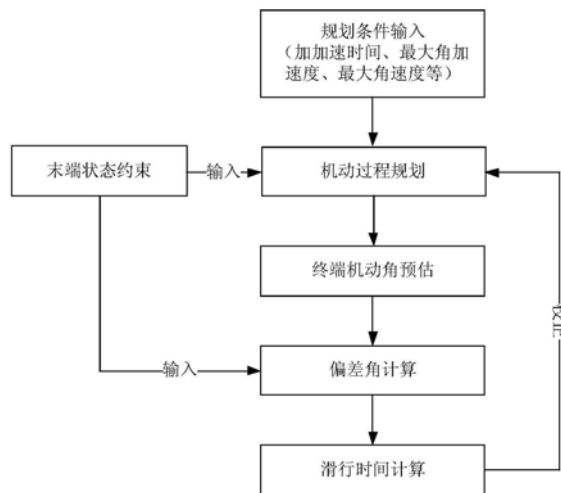 规划条件输入
（加加速时间、最大角加
速度、最大角速度等）
末端状态约束
输入
机动过程规划
终端机动角预估
校正
输入
偏差角计算
滑行时间计算